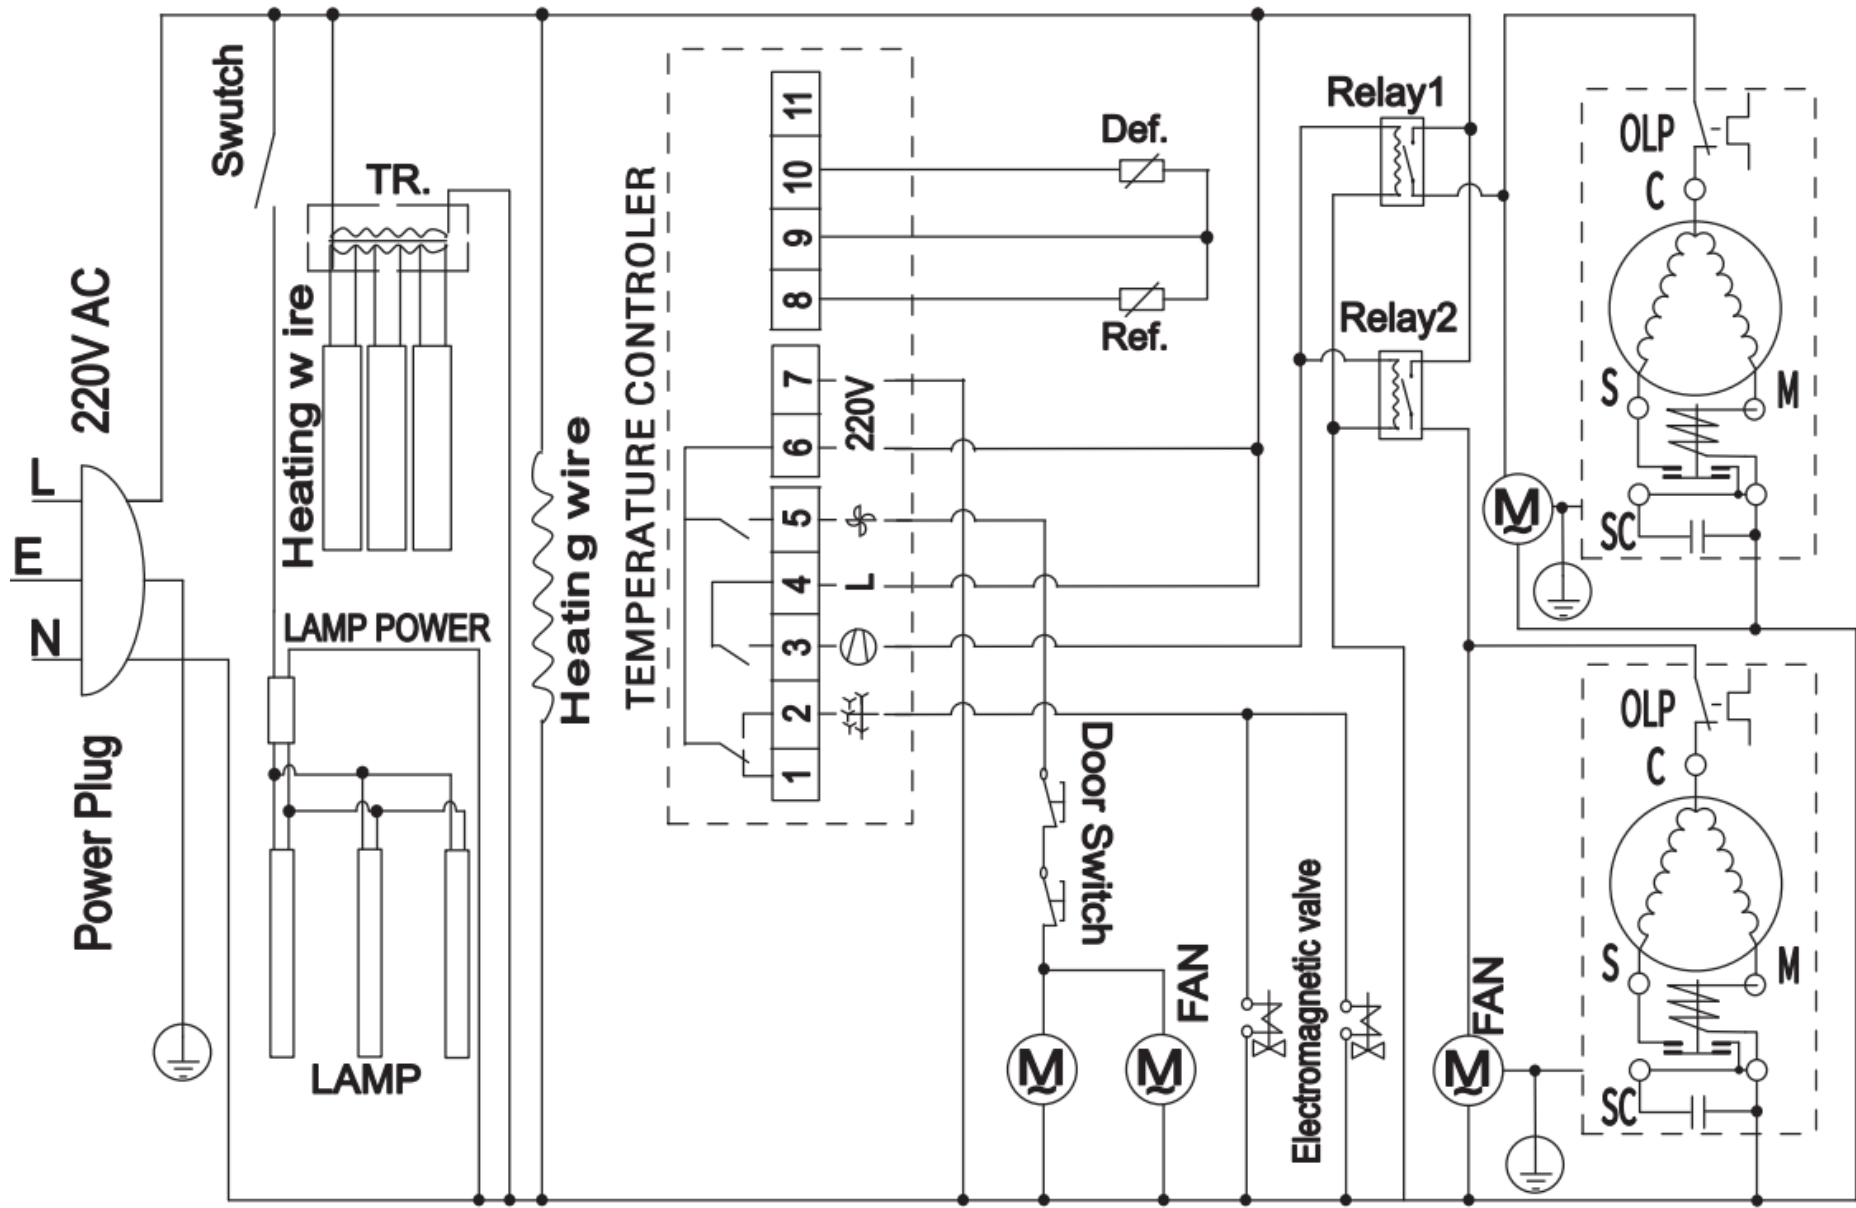 Swutch
TR.
220V AC
Heating w ire
L
E
N
Power Plug
LAMP POWER
LAMP
Heating wire
TEMPERATURE CONTROLER
11
10
9
8
7
6
5
4
3
2
1
220V
L
Def.
Ref.
Door Switch
FAN
M
~
M
~
Electromagnetic valve
Relay1
Relay2
M
~
OLP
C
S
M
SC
FAN
M
~
OLP
C
S
M
SC